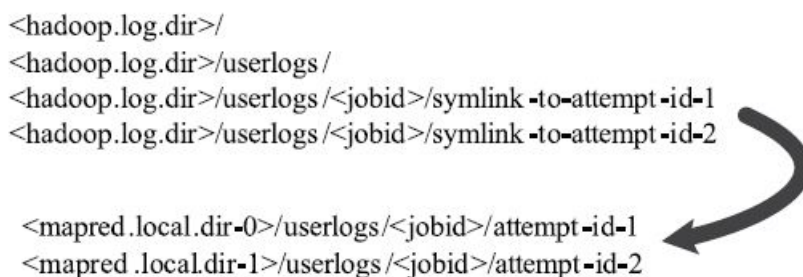 <hadoop.log.dir>/
<hadoop.log.dir>/userlogs/
<hadoop.log.dir>/userlogs/<jobid>/symlink-to-attempt-id-1
<hadoop.log.dir>/userlogs/<jobid>/symlink-to-attempt-id-2
<mapred.local.dir-0>/userlogs/<jobid>/attempt-id-1
<mapred .local.dir-1>/userlogs/<jobid>/attempt-id-2